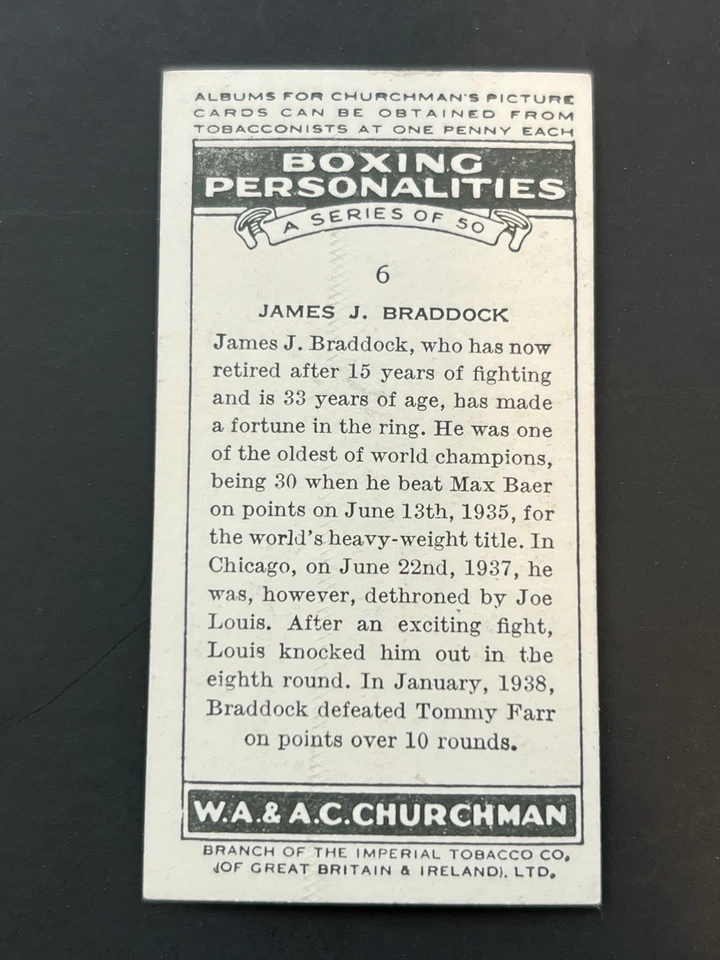 ALBUMS FOR CHURCHMAN'S PICTURE
CARDS CAN BE OBTAINED FROM
TOBACCONISTS AT ONE PENNY EACH
BOXING
PERSONALITIES
A SERIES OF 50
6
JAMES J. BRADDOCK
James J. Braddock, who has now
retired after 15 years of fighting
and is 33 years of age, has made
a fortune in the ring. He was one
of the oldest of world champions,
being 30 when he beat Max Baer
on points on June 13th, 1935, for
the world's heavy-weight title. In
Chicago, on June 22nd, 1937, he
was, however, dethroned by Joe
Louis. After an exciting fight,
Louis knocked him out in the
eighth round. In January, 1938,
Braddock defeated Tommy Farr
on points over 10 rounds.
W.A.& A.C.CHURCHMAN
BRANCH OF THE IMPERIAL TOBACCO CO.
(OF GREAT BRITAIN & IRELAND), LTD.